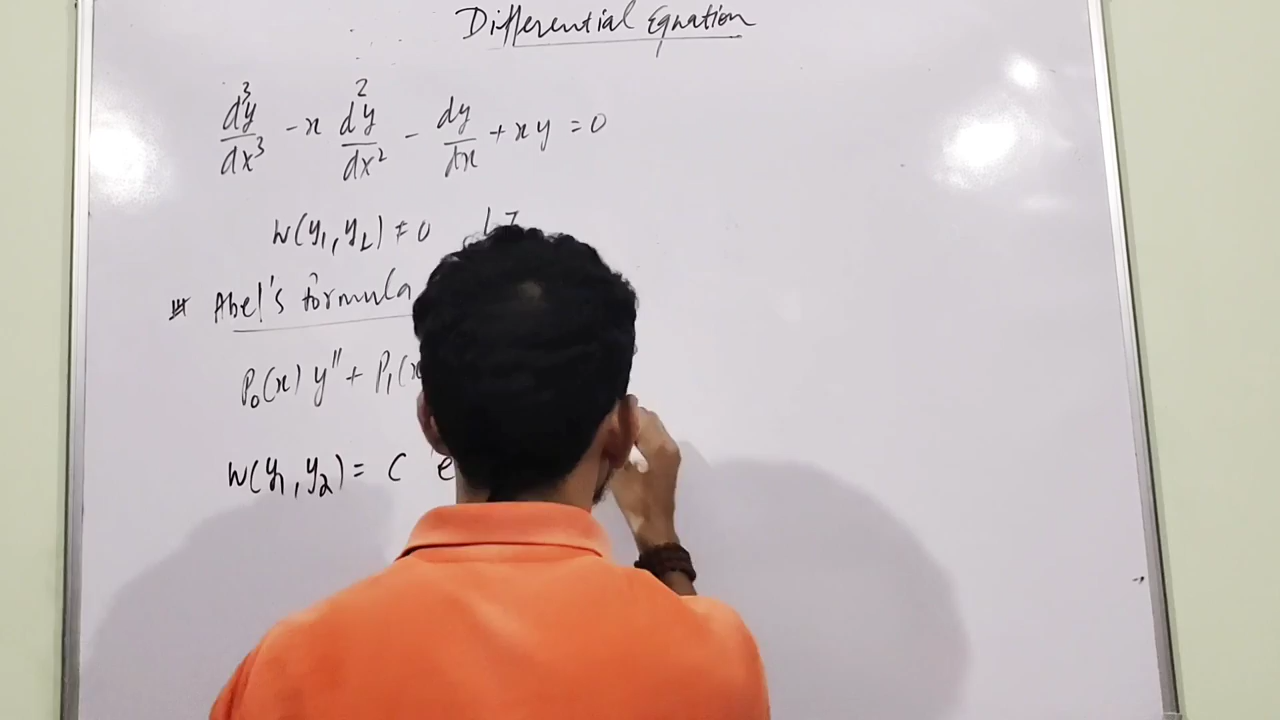 Differential Equation
d³y/dx³ - x d²y/dx² - dy/dx + xy = 0
W(y₁, y₂) ≠ 0 LI
* Abel's formula
P₀(x) y'' + P₁(x
W(y₁, y₂) = C e